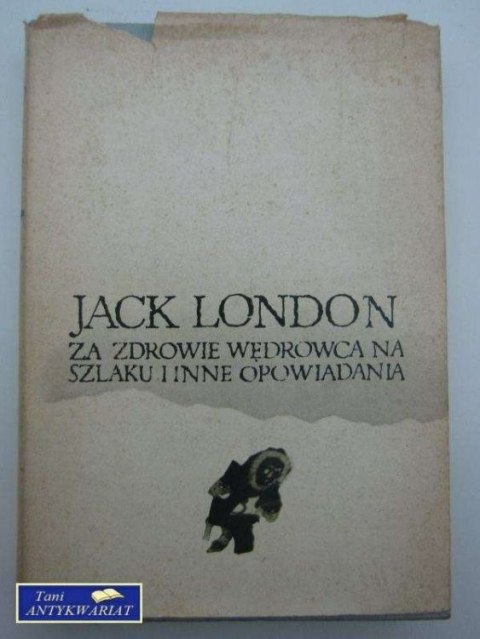 JACK LONDON
ZA ZDROWIE WĘDROWCA NA
SZLAKU I INNE OPOWIADANIA
Tani
ANTYKWARIAT